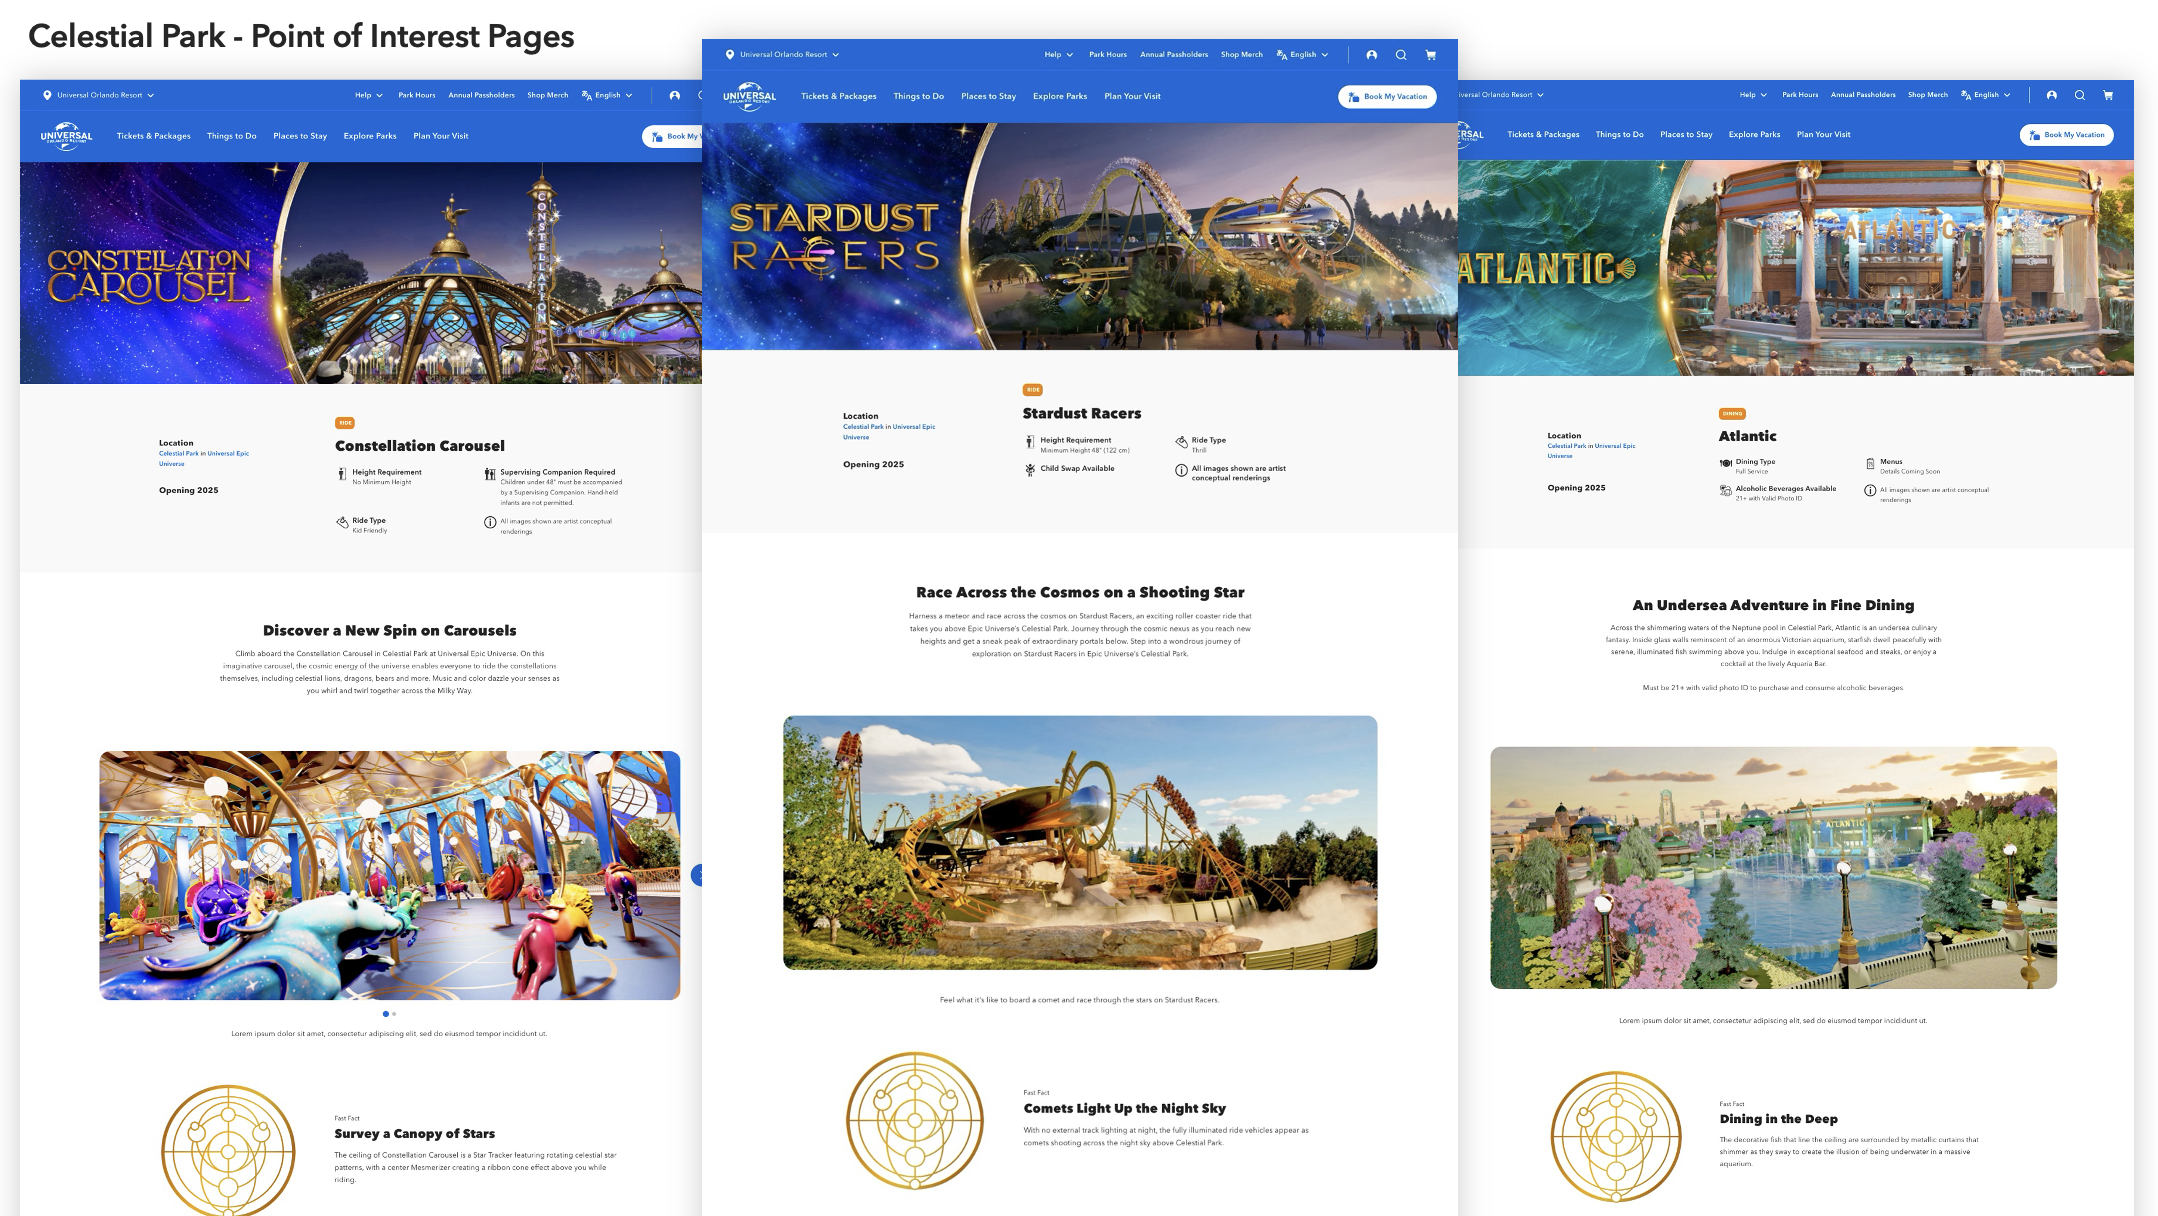 Celestial Park - Point of Interest Pages
Universal Orlando Resort
Help
Park Hours
Annual Passholders
Shop Merch
English
UNIVERSAL
ORLANDO RESORT
Tickets & Packages
Things to Do
Places to Stay
Explore Parks
Plan Your Visit
Book My V
CONSTELLATION
CAROUSEL
CONSTELLATION
CAROUSEL
Location
Celestial Park in Universal Epic
Universe
Opening 2025
RIDE
Constellation Carousel
Height Requirement
No Minimum Height
Supervising Companion Required
Children under 48" must be accompanied
by a Supervising Companion. Hand-held
infants are not permitted.
Ride Type
Kid Friendly
All images shown are artist conceptual
renderings
Discover a New Spin on Carousels
Climb aboard the Constellation Carousel in Celestial Park at Universal Epic Universe. On this
imaginative carousel, the cosmic energy of the universe enables everyone to ride the constellations
themselves, including celestial lions, dragons, bears and more. Music and color dazzle your senses as
you whirl and twirl together across the Milky Way.
Lorem ipsum dolor sit amet, consectetur adipiscing elit, sed do eiusmod tempor incididunt ut.
Fast Fact
Survey a Canopy of Stars
The ceiling of Constellation Carousel is a Star Tracker featuring rotating celestial star
patterns, with a center Mesmerizer creating a ribbon cone effect above you while
riding.
Universal Orlando Resort
Help
Park Hours
Annual Passholders
Shop Merch
English
UNIVERSAL
ORLANDO RESORT
Tickets & Packages
Things to Do
Places to Stay
Explore Parks
Plan Your Visit
Book My Vacation
STARDUST
RACERS
Location
Celestial Park in Universal Epic
Universe
Opening 2025
RIDE
Stardust Racers
Height Requirement
Minimum Height 48" (122 cm)
Ride Type
Thrill
Child Swap Available
All images shown are artist
conceptual renderings
Race Across the Cosmos on a Shooting Star
Harness a meteor and race across the cosmos on Stardust Racers, an exciting roller coaster ride that
takes you above Epic Universe's Celestial Park. Journey through the cosmic nexus as you reach new
heights and get a sneak peak of extraordinary portals below. Step into a wondrous journey of
exploration on Stardust Racers in Epic Universe's Celestial Park.
Feel what it's like to board a comet and race through the stars on Stardust Racers.
Fast Fact
Comets Light Up the Night Sky
With no external track lighting at night, the fully illuminated ride vehicles appear as
comets shooting across the night sky above Celestial Park.
iversal Orlando Resort
Help
Park Hours
Annual Passholders
Shop Merch
English
RSAL
Tickets & Packages
Things to Do
Places to Stay
Explore Parks
Plan Your Visit
Book My Vacation
ATLANTIC
ATLANTIC
Location
Celestial Park in Universal Epic
Universe
Opening 2025
DINING
Atlantic
Dining Type
Full Service
Menus
Details Coming Soon
Alcoholic Beverages Available
21+ with Valid Photo ID
All images shown are artist conceptual
renderings
An Undersea Adventure in Fine Dining
Across the shimmering waters of the Neptune pool in Celestial Park, Atlantic is an undersea culinary
fantasy. Inside glass walls reminiscent of an enormous Victorian aquarium, starfish dwell peacefully with
serene, illuminated fish swimming above you. Indulge in exceptional seafood and steaks, or enjoy a
cocktail at the lively Aquaria Bar.
Must be 21+ with valid photo ID to purchase and consume alcoholic beverages.
ATLANTIC
Lorem ipsum dolor sit amet, consectetur adipiscing elit, sed do eiusmod tempor incididunt ut.
Fast Fact
Dining in the Deep
The decorative fish that line the ceiling are surrounded by metallic curtains that
shimmer as they sway to create the illusion of being underwater in a massive
aquarium.